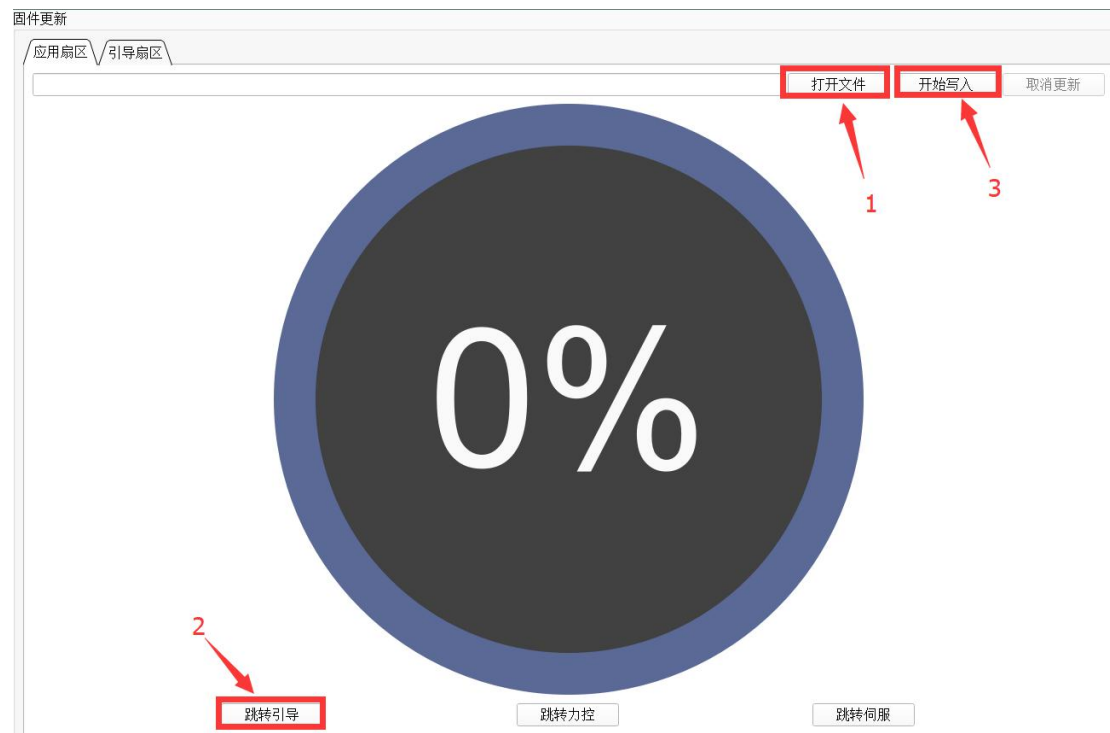 固件更新
应用扇区 引导扇区
打开文件 开始写入 取消更新
1 3
0%
2
跳转引导 跳转力控 跳转伺服